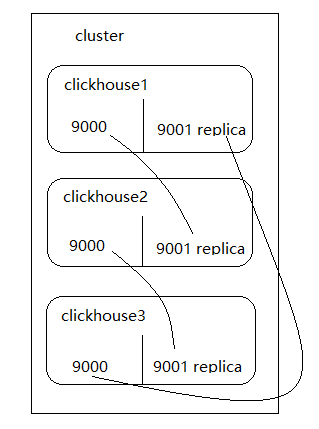 cluster
clickhouse1
9000
9001 replica
clickhouse2
9000
9001 replica
clickhouse3
9000
9001 replica